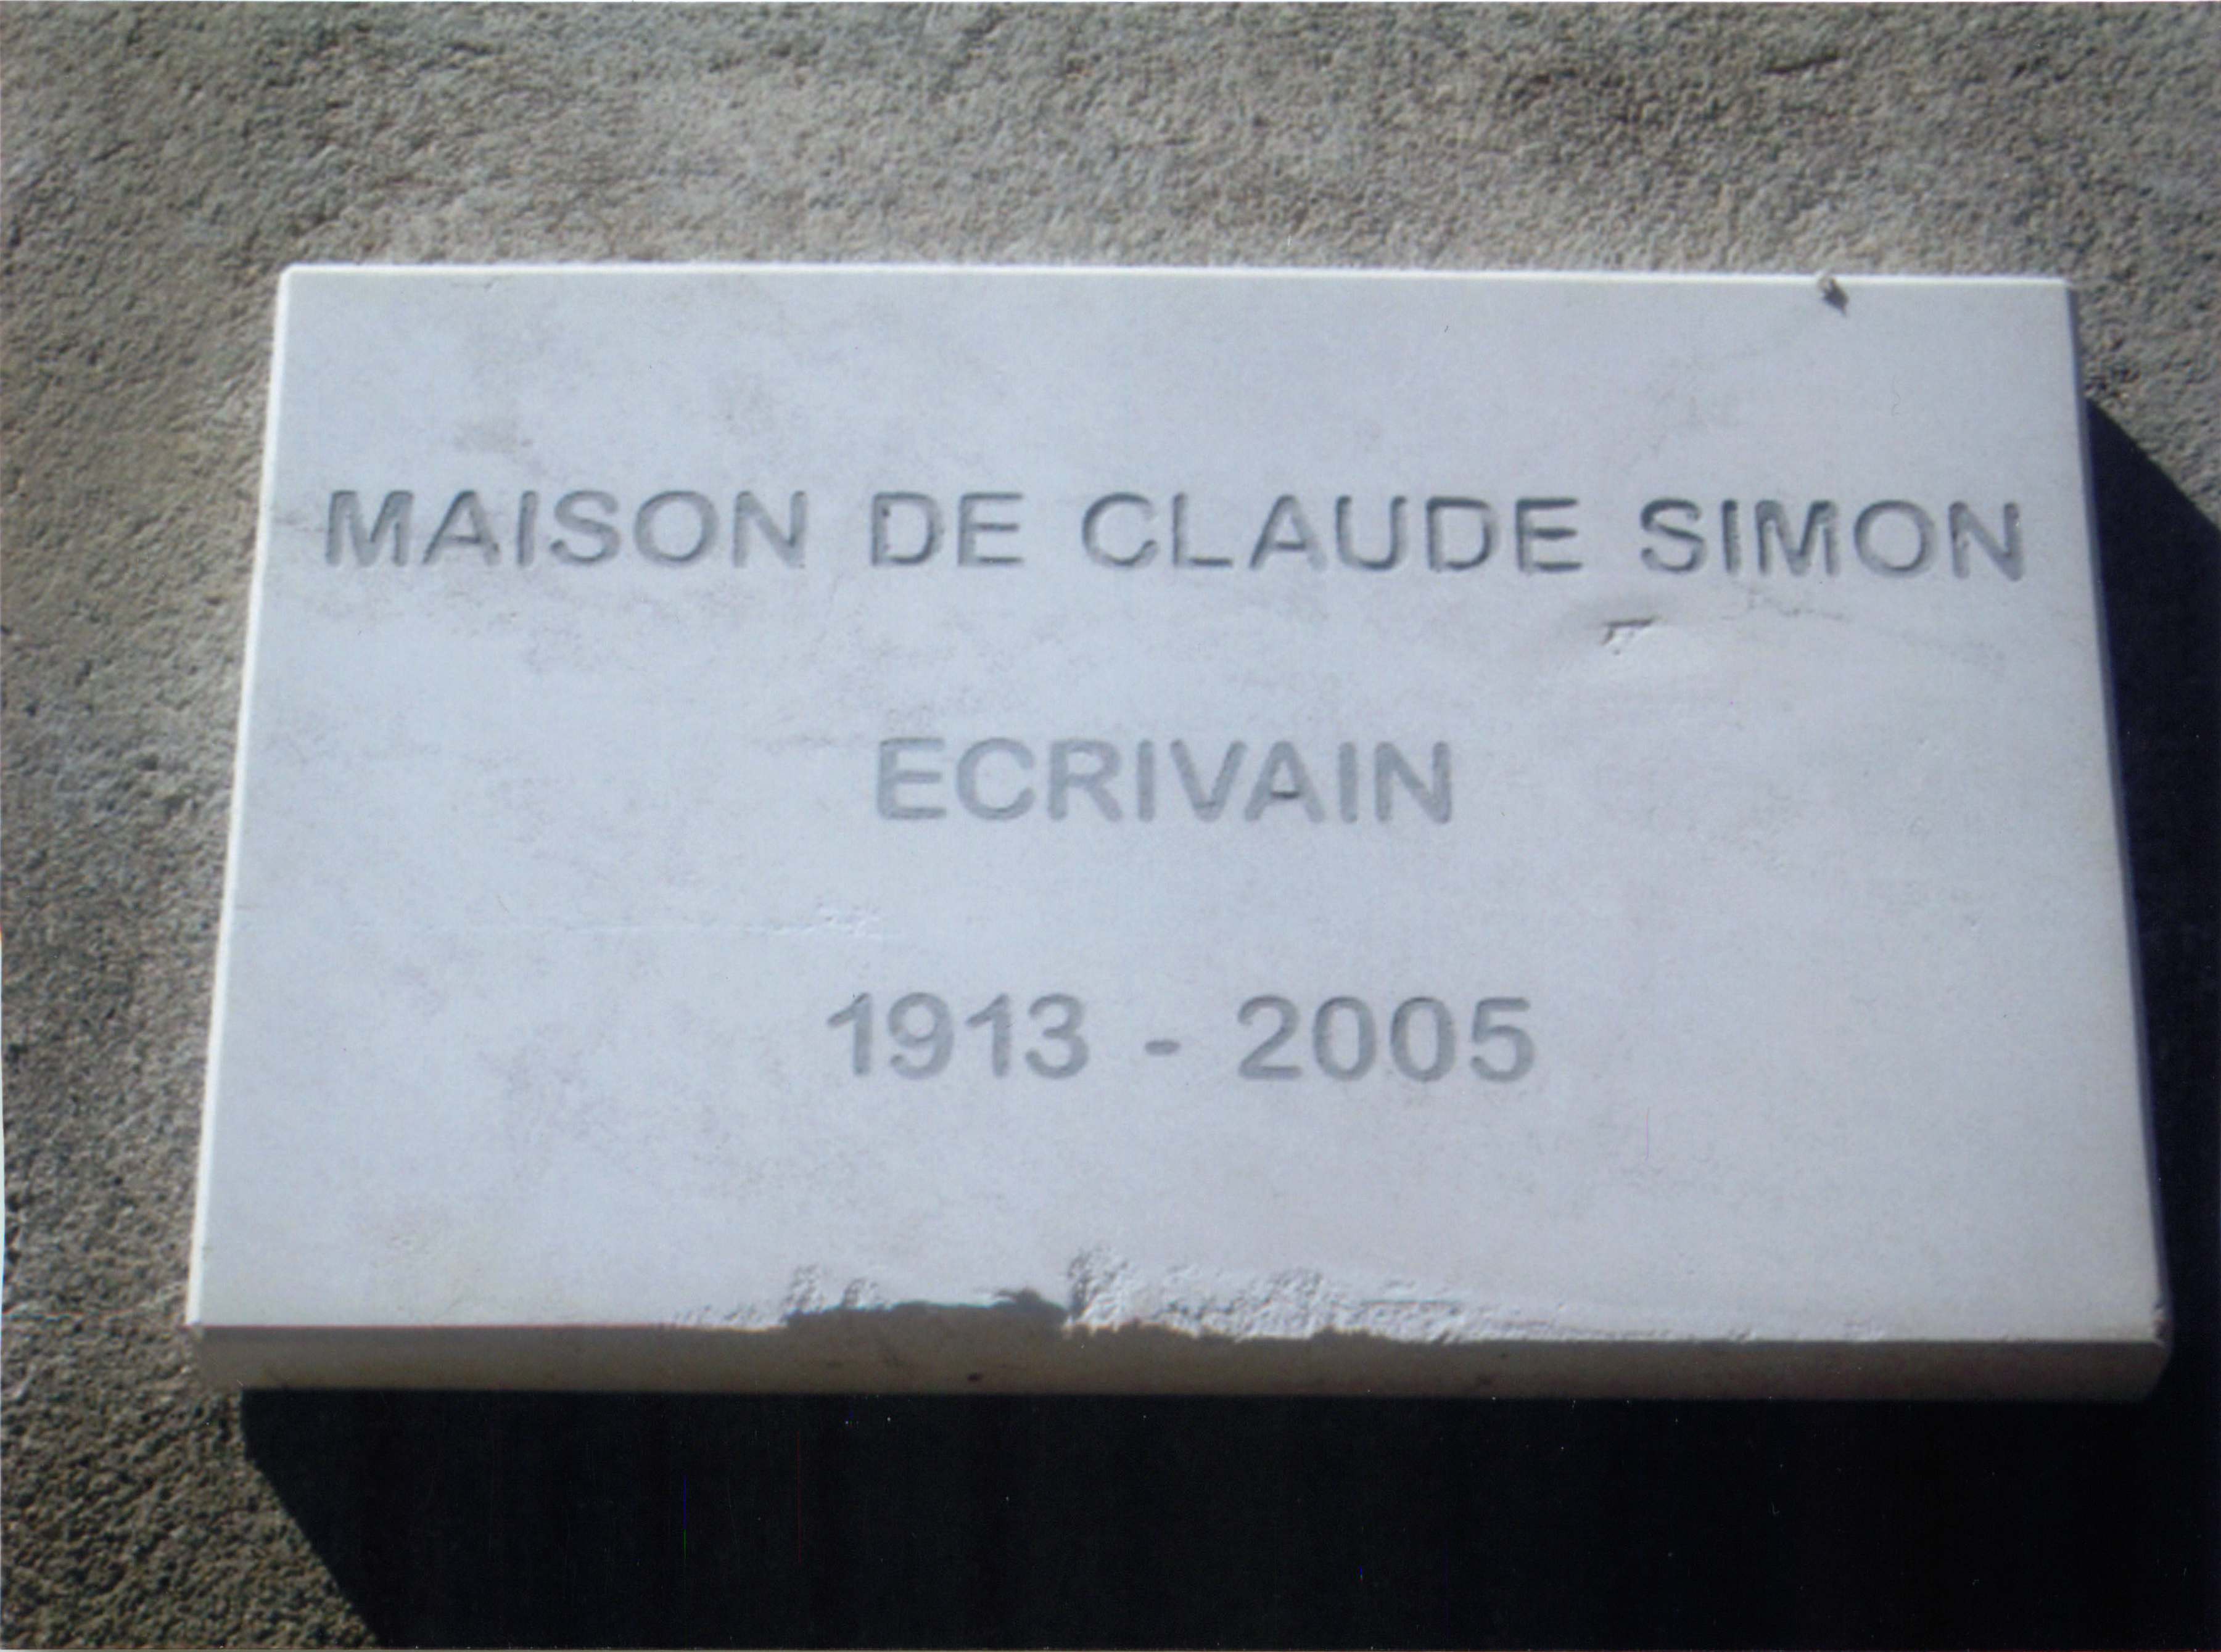 MAISON DE CLAUDE SIMON
ECRIVAIN
1913 - 2005